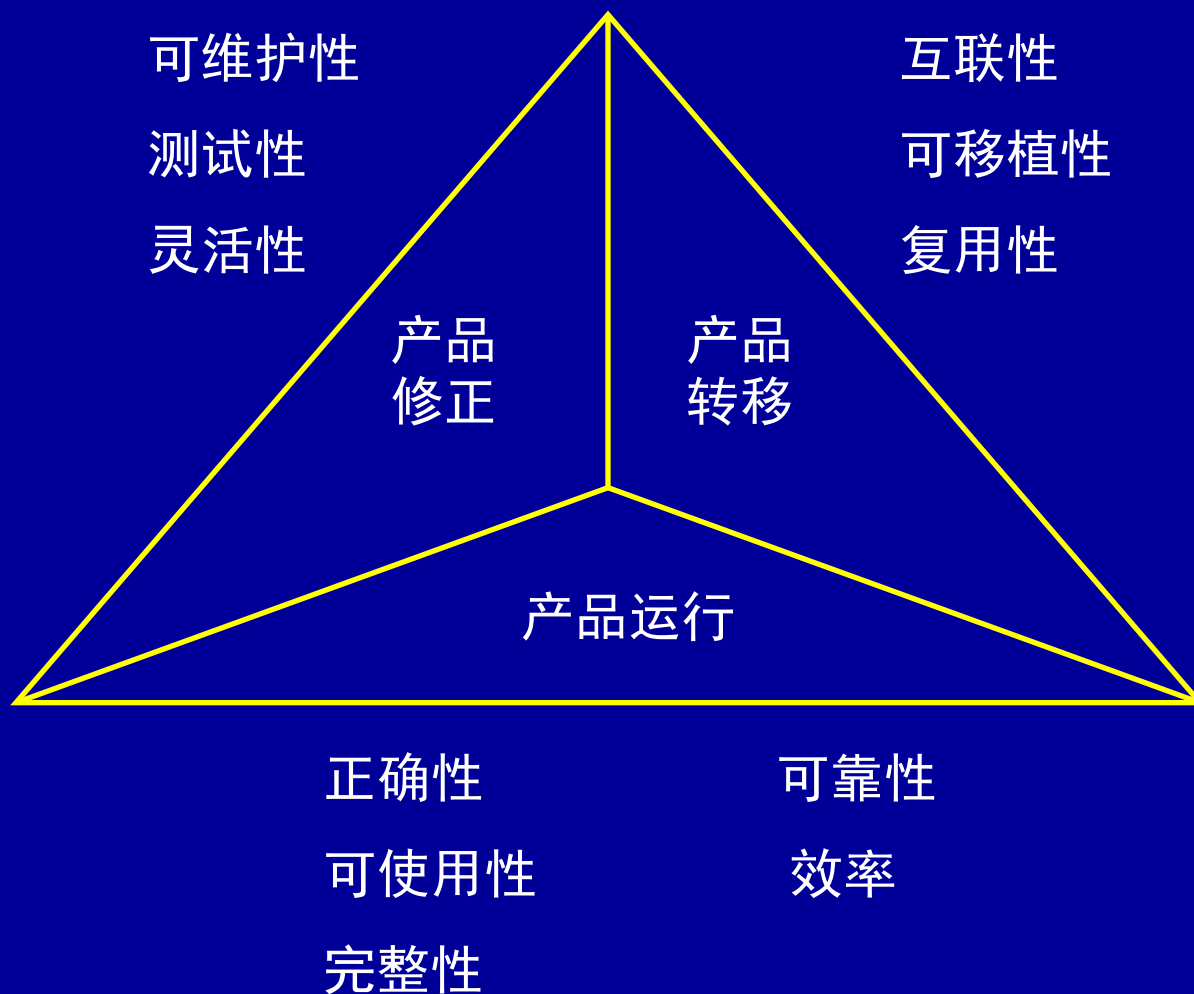 可维护性
测试性
灵活性
互联性
可移植性
复用性
产品
修正
产品
转移
产品运行
正确性
可使用性
完整性
可靠性
效率